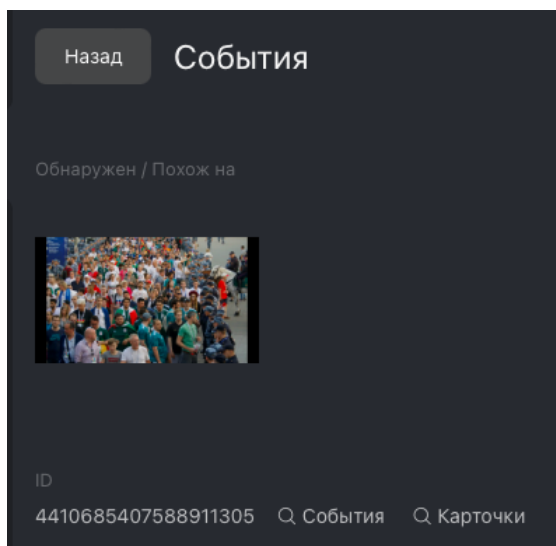 Назад События
Обнаружен / Похож на
ID
4410685407588911305 События Карточки